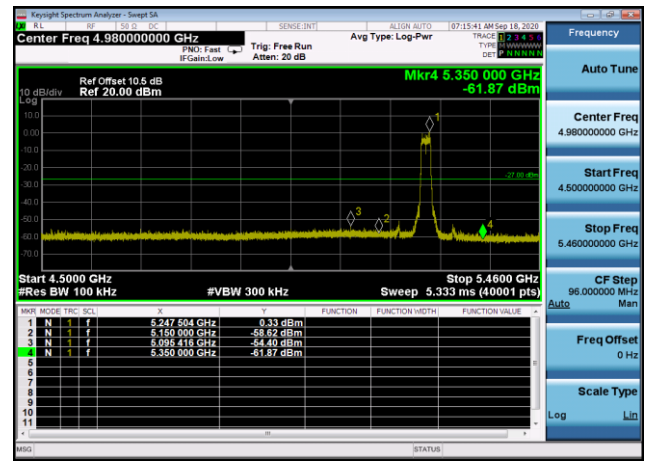 Keysight Spectrum Analyzer - Swept SA
RL RF 50 Ω DC SENSE:INT ALIGN AUTO 07:15:41 AM Sep 18, 2020
Center Freq 4.980000000 GHz
PNO: Fast
IFGain:Low
Trig: Free Run
Atten: 20 dB
Avg Type: Log-Pwr
TRACE 1 2 3 4 5 6
TYPE M W W W W W
DET P N N N N N
Ref Offset 10.5 dB
10 dB/div Ref 20.00 dBm
Log
Mkr4 5.350 000 GHz
-61.87 dBm
10.0
0.00
-10.0
-20.0
-27.00 dBm
-30.0
-40.0
-50.0
-60.0
-70.0
1
3
2
4
Start 4.5000 GHz Stop 5.4600 GHz
#Res BW 100 kHz #VBW 300 kHz Sweep 5.333 ms (40001 pts)
MKR MODE TRC SCL X Y FUNCTION FUNCTION WIDTH FUNCTION VALUE
1 N 1 f 5.247 504 GHz 0.33 dBm
2 N 1 f 5.150 000 GHz -58.62 dBm
3 N 1 f 5.095 416 GHz -54.40 dBm
4 N 1 f 5.350 000 GHz -61.87 dBm
5
6
7
8
9
10
11
MSG STATUS
Frequency
Auto Tune
Center Freq
4.980000000 GHz
Start Freq
4.500000000 GHz
Stop Freq
5.460000000 GHz
CF Step
96.000000 MHz
Auto Man
Freq Offset
0 Hz
Scale Type
Log Lin